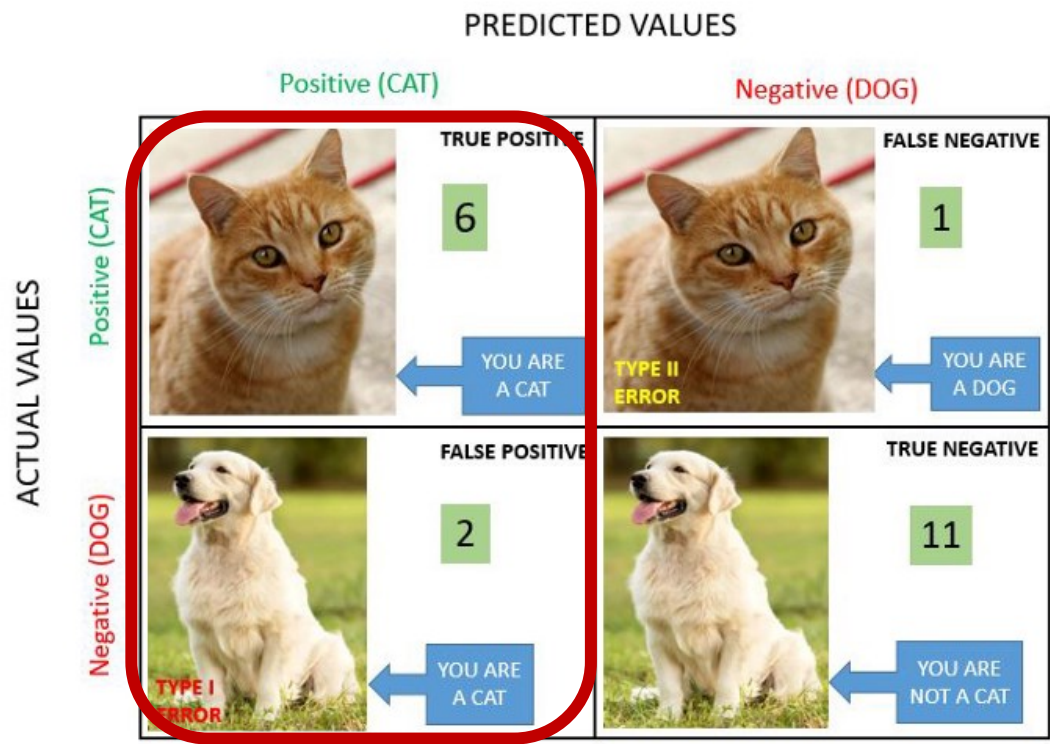 PREDICTED VALUES
Positive (CAT)
Negative (DOG)
ACTUAL VALUES
Positive (CAT)
TRUE POSITIVE
6
YOU ARE
A CAT
FALSE NEGATIVE
1
TYPE II
ERROR
YOU ARE
A DOG
Negative (DOG)
FALSE POSITIVE
2
TYPE I
ERROR
YOU ARE
A CAT
TRUE NEGATIVE
11
YOU ARE
NOT A CAT